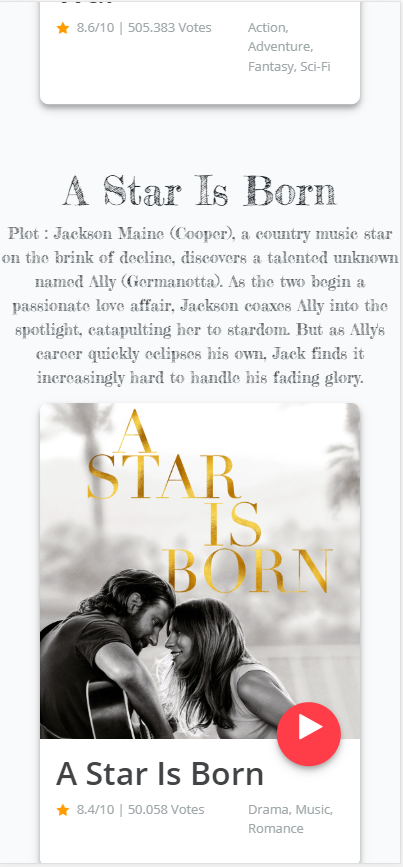 8.6/10 | 505.383 Votes
Action,
Adventure,
Fantasy, Sci-Fi
A Star Is Born
Plot : Jackson Maine (Cooper), a country music star
on the brink of decline, discovers a talented unknown
named Ally (Germanotta). As the two begin a
passionate love affair, Jackson coaxes Ally into the
spotlight, catapulting her to stardom. But as Ally's
career quickly eclipses his own, Jack finds it
increasingly hard to handle his fading glory.
A
STAR
IS
BORN
A Star Is Born
8.4/10 | 50.058 Votes
Drama, Music,
Romance